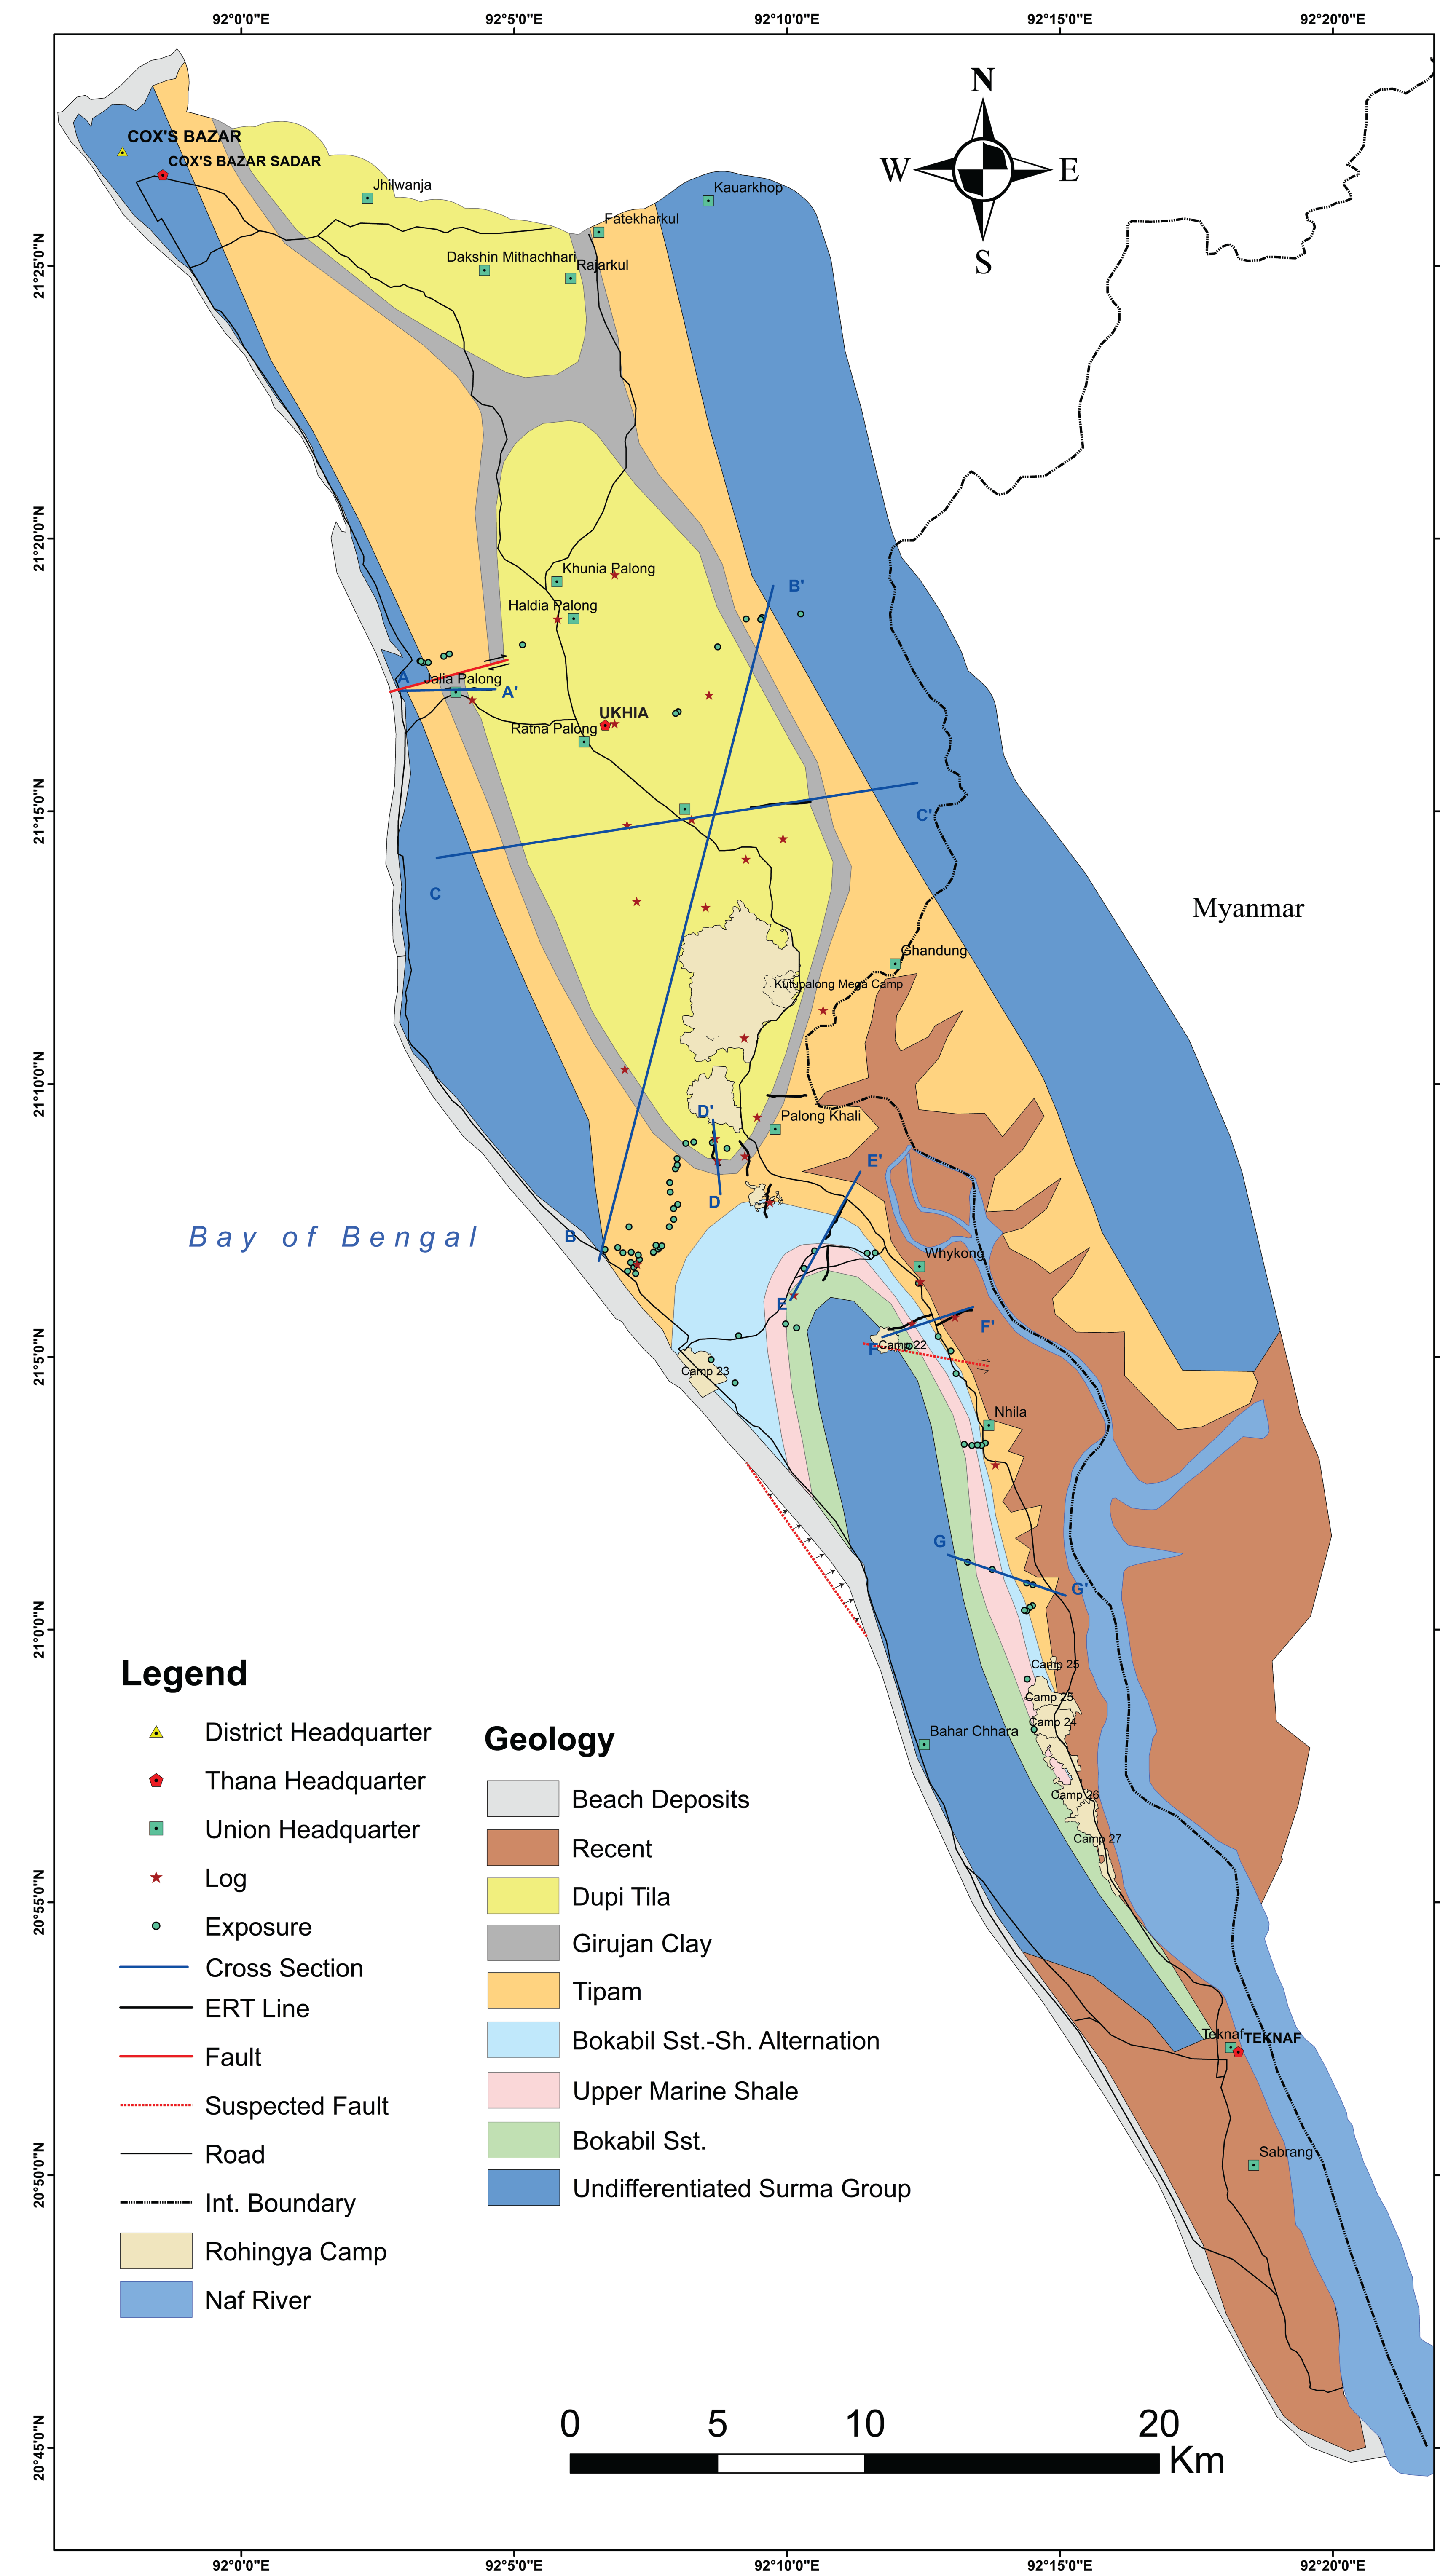 92°0'0"E
92°5'0"E
92°10'0"E
92°15'0"E
92°20'0"E
N
W
E
S
COX'S BAZAR
COX'S BAZAR SADAR
Jhilwanja
Kauarkhop
Fatekharkul
Dakshin Mithachhari
Rajarkul
21°25'0"N
21°20'0"N
Khunia Palong
B'
Haldia Palong
A
Jalia Palong
A'
UKHIA
Ratna Palong
21°15'0"N
C'
C
Myanmar
Ghandung
Kutupalong Mega Camp
21°10'0"N
D'
Palong Khali
E'
D
Bay of Bengal
B
Whykong
E
F'
F
Camp 22
21°5'0"N
Camp 23
Nhila
G
G'
21°0'0"N
Camp 25
Camp 25
Camp 24
Bahar Chhara
Camp 26
Camp 27
20°55'0"N
Teknaf
TEKNAF
20°50'0"N
Sabrang
20°45'0"N
Legend
District Headquarter
Thana Headquarter
Union Headquarter
Log
Exposure
Cross Section
ERT Line
Fault
Suspected Fault
Road
Int. Boundary
Rohingya Camp
Naf River
Geology
Beach Deposits
Recent
Dupi Tila
Girujan Clay
Tipam
Bokabil Sst.-Sh. Alternation
Upper Marine Shale
Bokabil Sst.
Undifferentiated Surma Group
0 5 10 20
Km
92°0'0"E
92°5'0"E
92°10'0"E
92°15'0"E
92°20'0"E